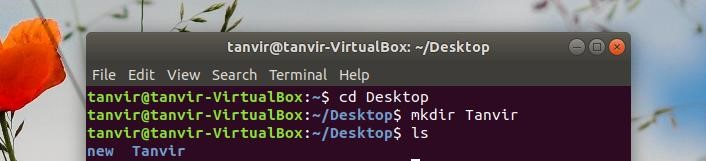 tanvir@tanvir-VirtualBox: ~/Desktop
File Edit View Search Terminal Help
tanvir@tanvir-VirtualBox:~$ cd Desktop
tanvir@tanvir-VirtualBox:~/Desktop$ mkdir Tanvir
tanvir@tanvir-VirtualBox:~/Desktop$ ls
new  Tanvir